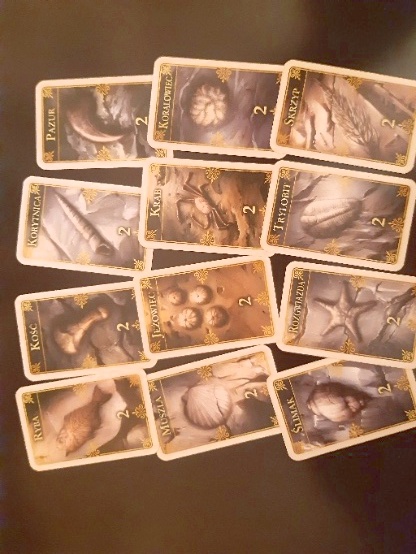 PAZUR
2
KORALOWIEC
2
SKRZYP
2
KORYTNICA
2
KRAB
2
TRYLOBIT
2
KOŚĆ
2
JEŻOWIEC
2
ROZGWIAZDA
2
RYBA
2
MUSZLA
2
ŚLIMAK
2